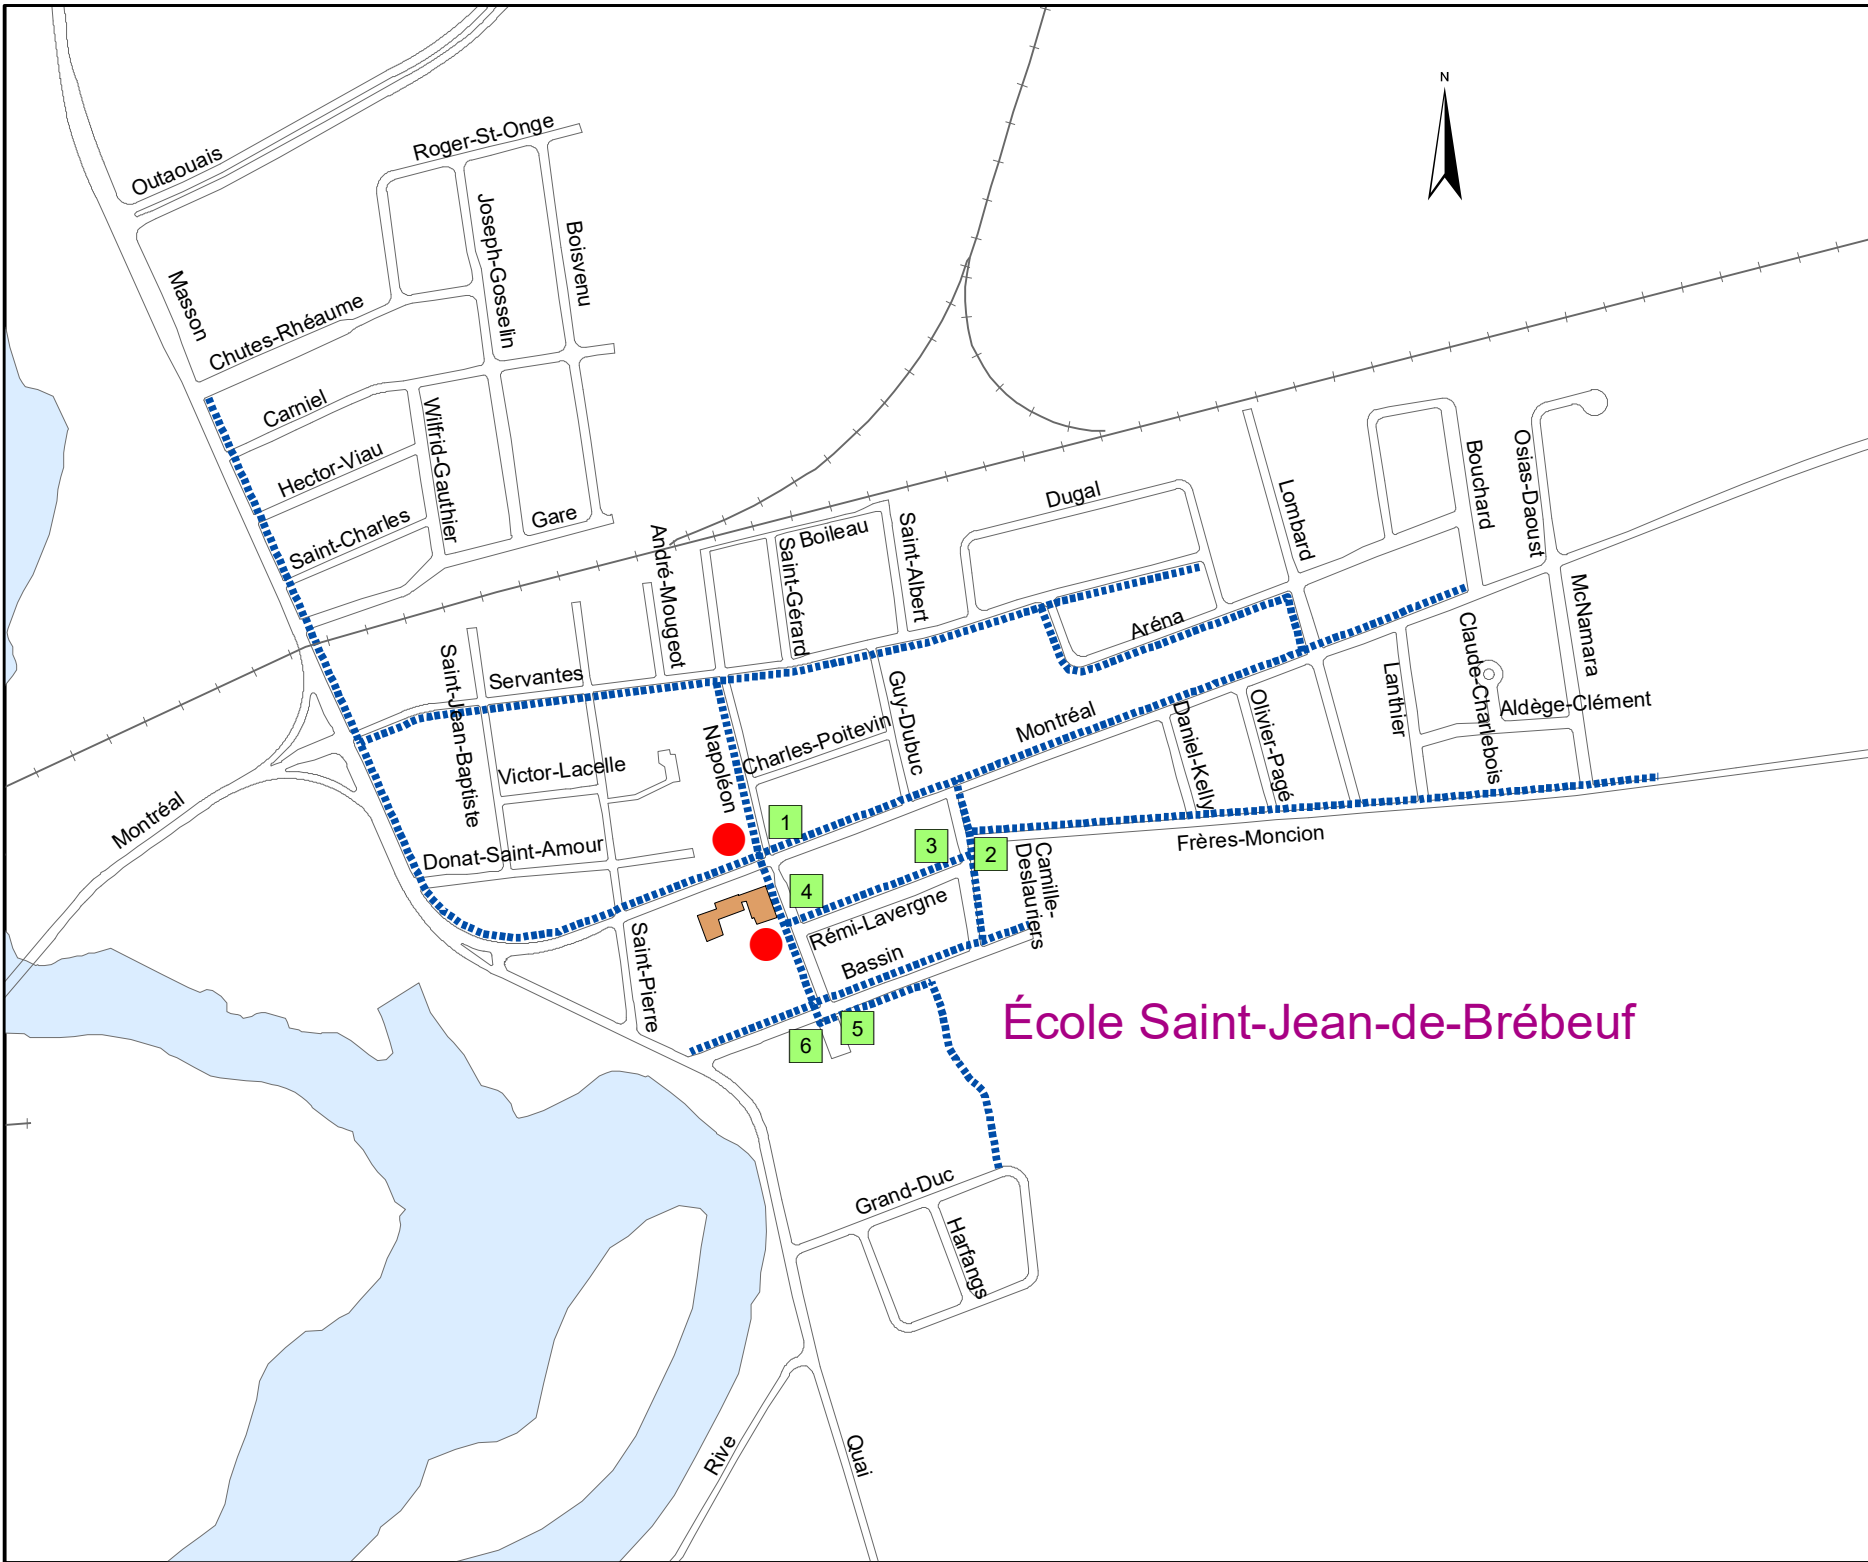 N
Roger-St-Onge
Outaouais
Joseph-Gosselin
Boisvenu
Masson
Chutes-Rhéaume
Carniel
Wilfrid-Gauthier
Hector-Viau
Saint-Charles
Gare
André-Mougeot
Boileau
Saint-Gérard
Saint-Albert
Dugal
Lombard
Bouchard
Osias-Daoust
McNamara
Aréna
Servantes
Saint-Jean-Baptiste
Guy-Dubuc
Napoléon
Charles-Poitevin
Montréal
Daniel-Kelly
Olivier-Pagé
Lanthier
Claude-Charlebois
Aldège-Clément
Victor-Lacelle
Montréal
Donat-Saint-Amour
1
3
2
Frères-Moncion
Camille-
Deslauriers
4
Rémi-Lavergne
Bassin
Saint-Pierre
5
6
École Saint-Jean-de-Brébeuf
Grand-Duc
Harfangs
Rive
Quai